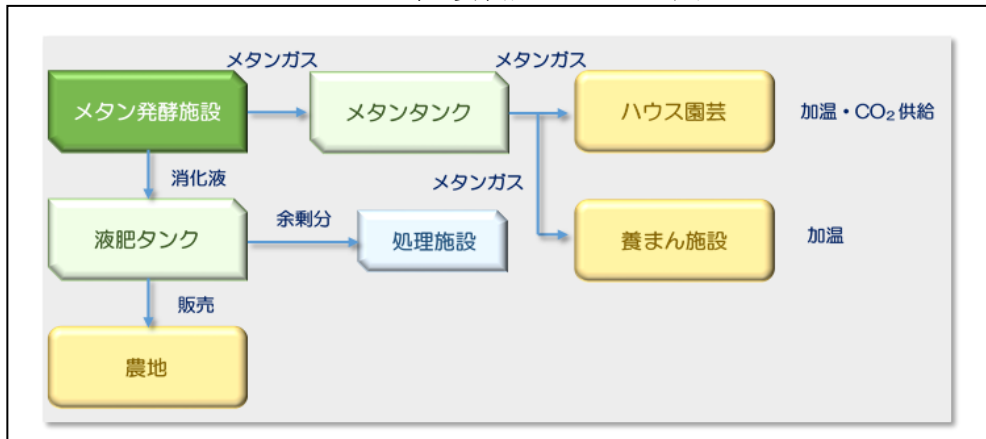 メタンガス
メタンガス
メタン発酵施設
メタンタンク
ハウス園芸
加温・CO₂供給
消化液
メタンガス
液肥タンク
余剰分
処理施設
養まん施設
加温
販売
農地